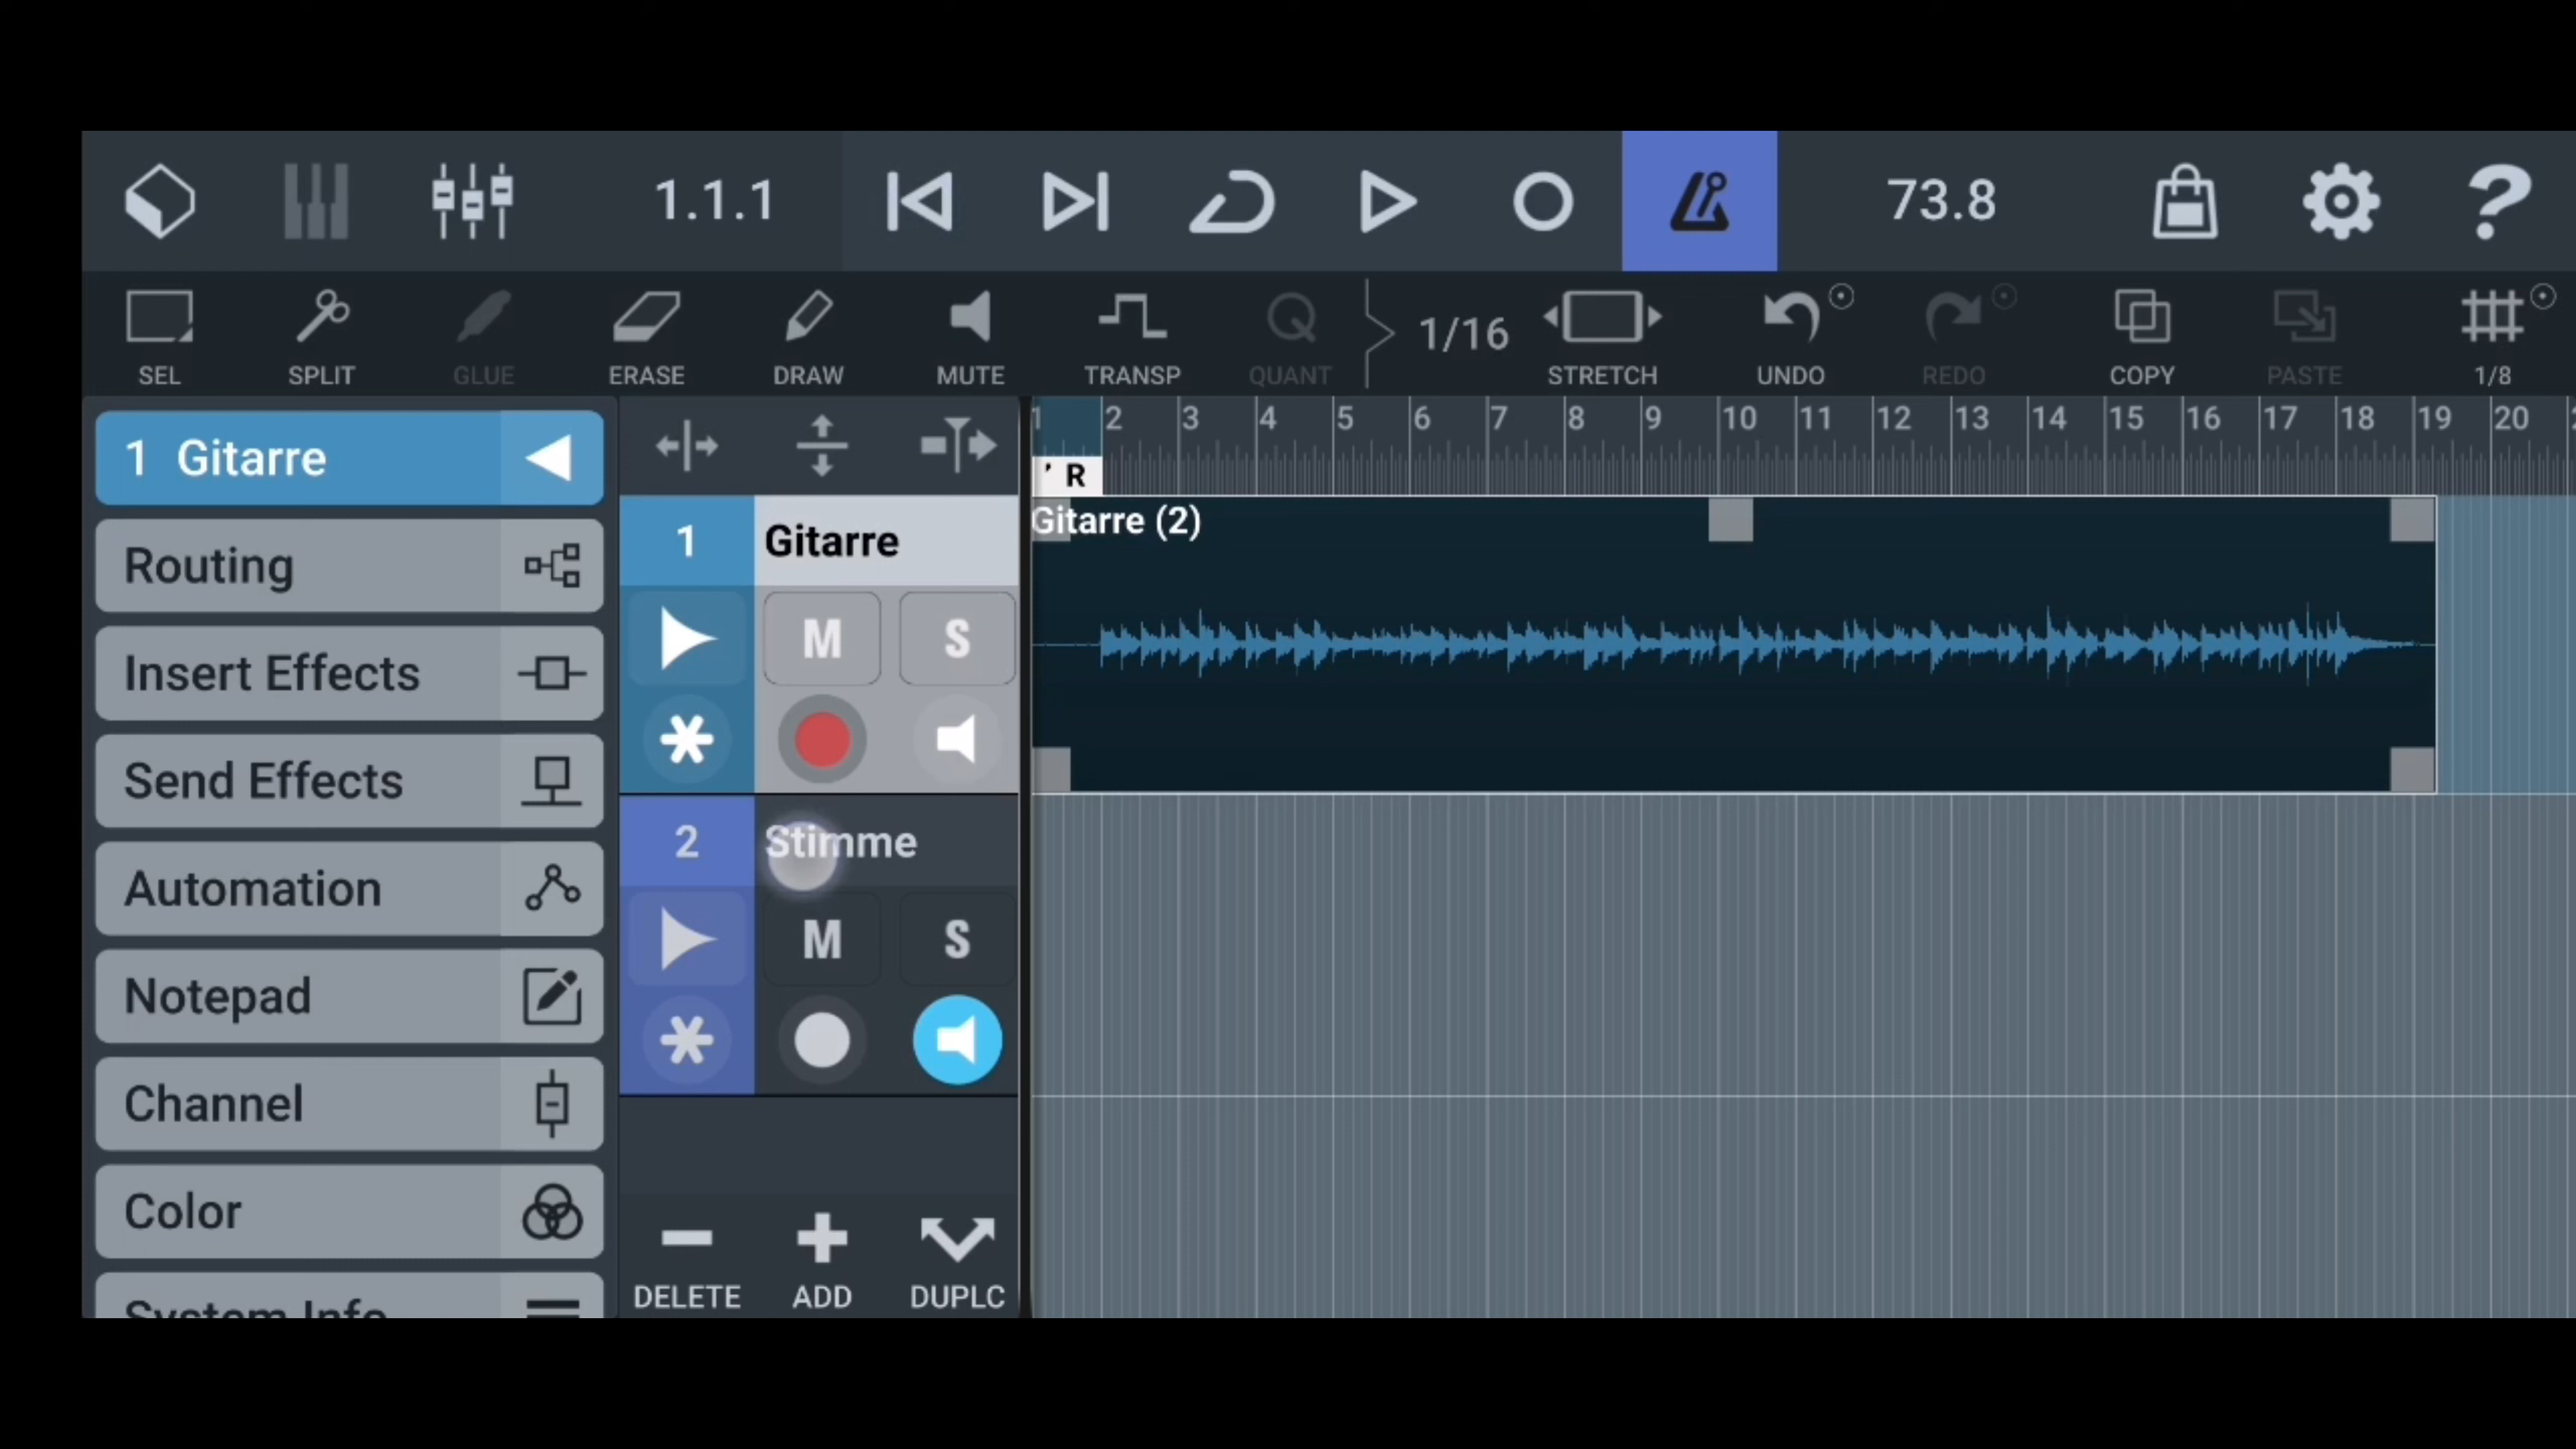 1.1.1 73.8
SEL SPLIT GLUE ERASE DRAW MUTE TRANSP QUANT 1/16 STRETCH UNDO REDO COPY PASTE 1/8
1 Gitarre
Routing
Insert Effects
Send Effects
Automation
Notepad
Channel
Color
System Info
1 2 3 4 5 6 7 8 9 10 11 12 13 14 15 16 17 18 19 20
R
1 Gitarre
M S
2 Stimme
M S
DELETE ADD DUPLC
Gitarre (2)